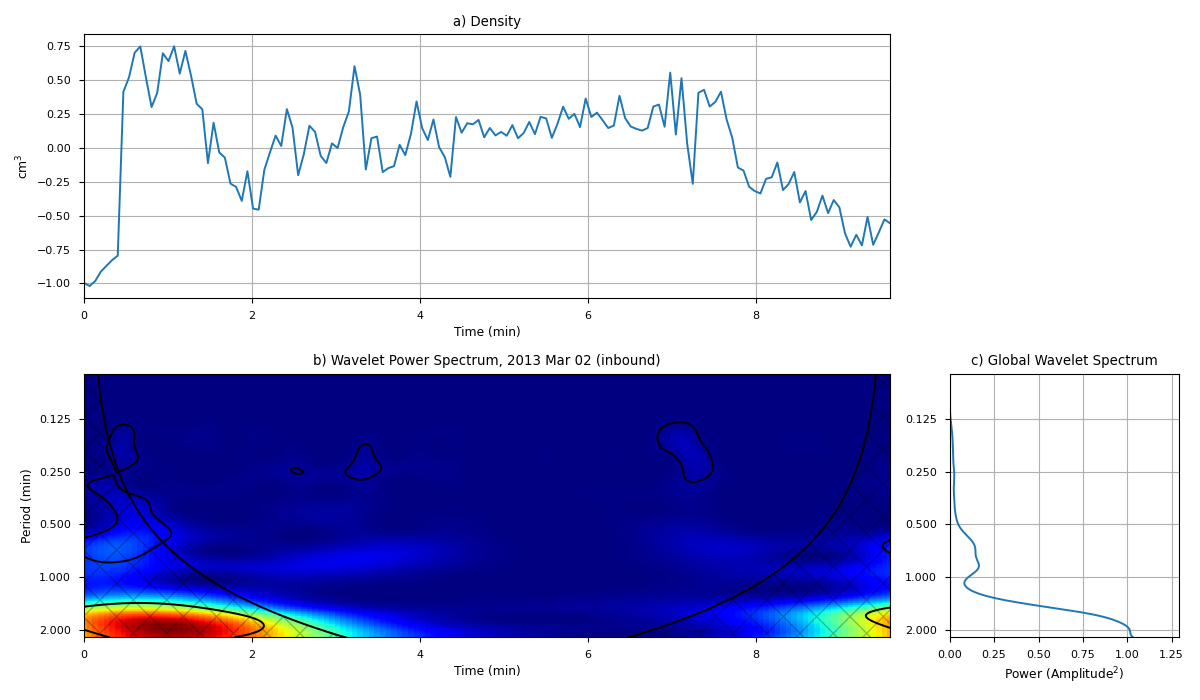 a) Density
0.75
0.50
0.25
0.00
−0.25
−0.50
−0.75
−1.00
cm³
0 2 4 6 8
Time (min)
b) Wavelet Power Spectrum, 2013 Mar 02 (inbound)
0.125
0.250
0.500
1.000
2.000
Period (min)
0 2 4 6 8
Time (min)
c) Global Wavelet Spectrum
0.125
0.250
0.500
1.000
2.000
0.00 0.25 0.50 0.75 1.00 1.25
Power (Amplitude²)